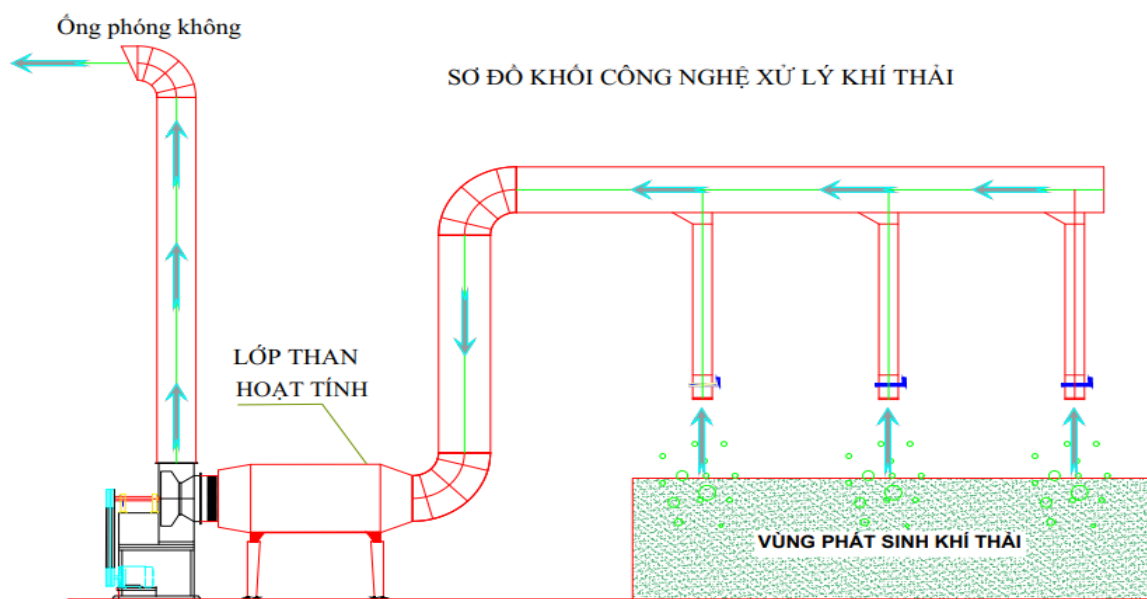 Ống phóng không
SƠ ĐỒ KHỐI CÔNG NGHỆ XỬ LÝ KHÍ THẢI
LỚP THAN
HOẠT TÍNH
VÙNG PHÁT SINH KHÍ THẢI